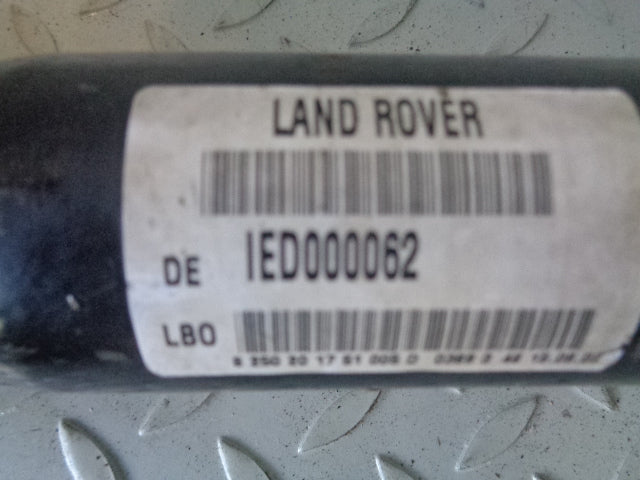 LAND ROVER
DE IED000062
LBO